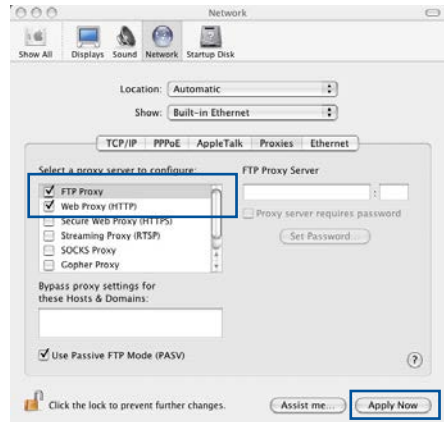 Network
Show All Displays Sound Network Startup Disk
Location: Automatic
Show: Built-in Ethernet
TCP/IP PPPoE AppleTalk Proxies Ethernet
Select a proxy server to configure: FTP Proxy Server
FTP Proxy :
Web Proxy (HTTP) Proxy server requires password
Secure Web Proxy (HTTPS)
Streaming Proxy (RTSP) Set Password...
SOCKS Proxy
Gopher Proxy
Bypass proxy settings for
these Hosts & Domains:
Use Passive FTP Mode (PASV) ?
Click the lock to prevent further changes. Assist me... Apply Now